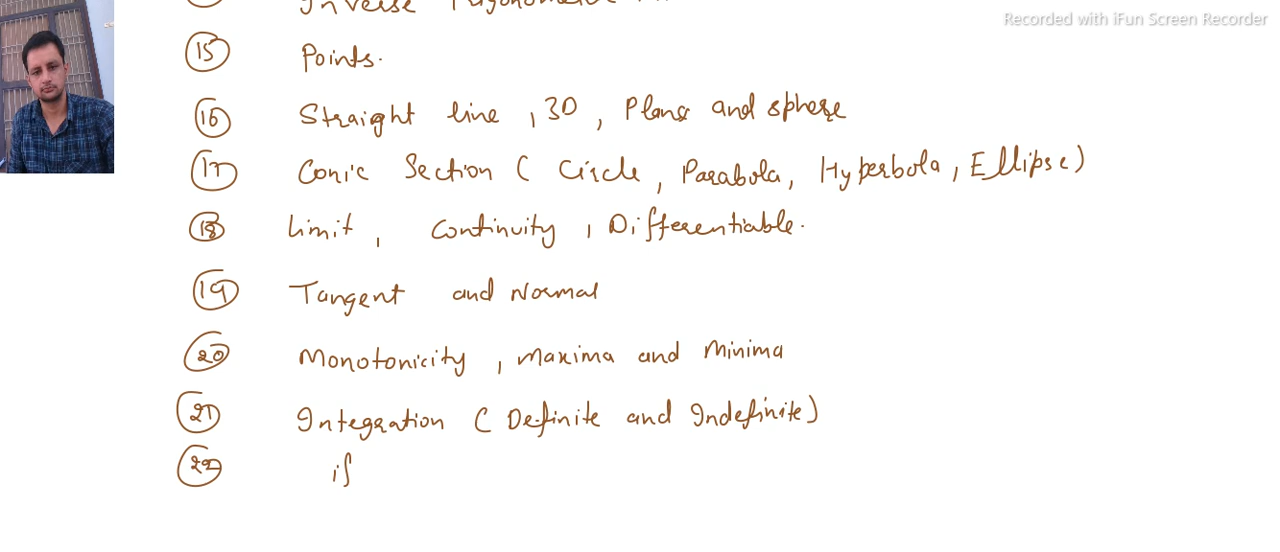 Recorded with iFun Screen Recorder
Inverse
15 Points.
16 Straight line, 3D, Plane and sphere
17 Conic Section ( Circle, Parabola, Hyperbola, Ellipse)
18 Limit, Continuity, Differentiable.
19 Tangent and Normal
20 Monotonicity, Maxima and Minima
21 Integration ( Definite and Indefinite)
22 if